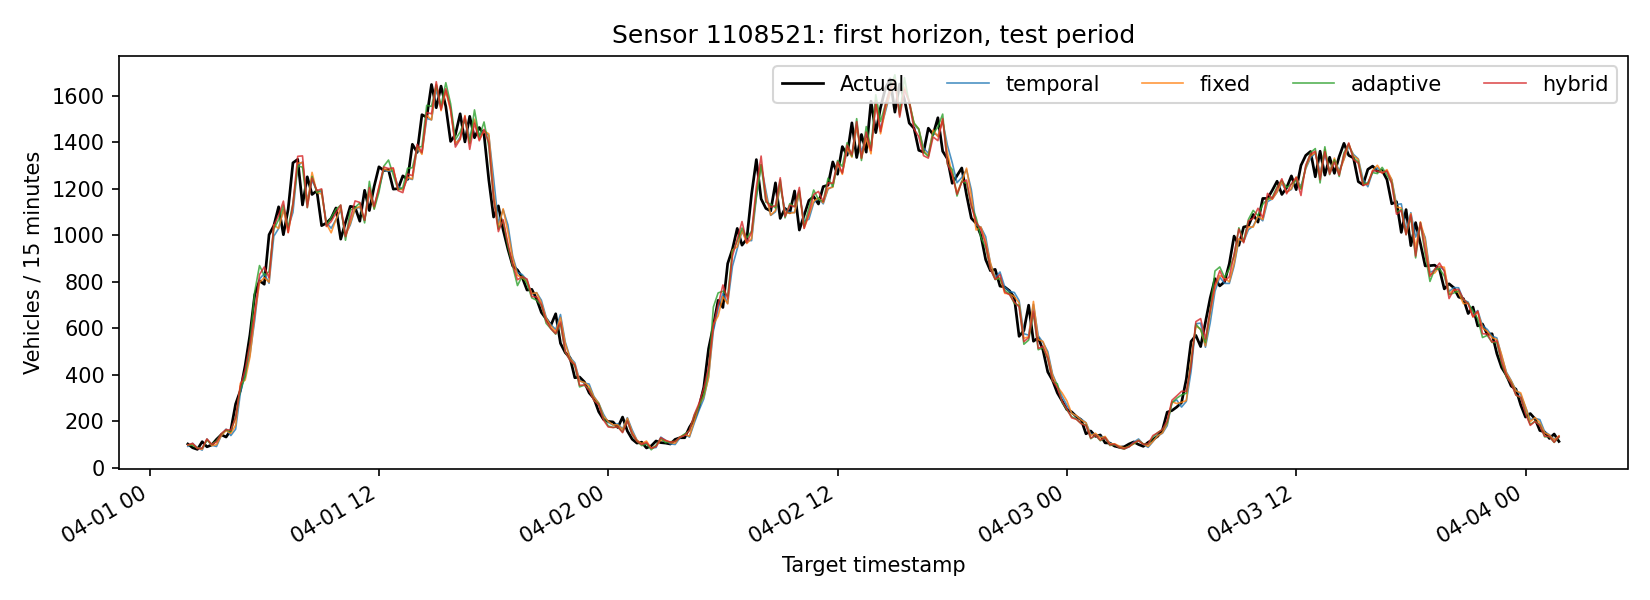 Sensor 1108521: first horizon, test period
Actual temporal fixed adaptive hybrid
Vehicles / 15 minutes
1600
1400
1200
1000
800
600
400
200
0
04-01 00 04-01 12 04-02 00 04-02 12 04-03 00 04-03 12 04-04 00
Target timestamp